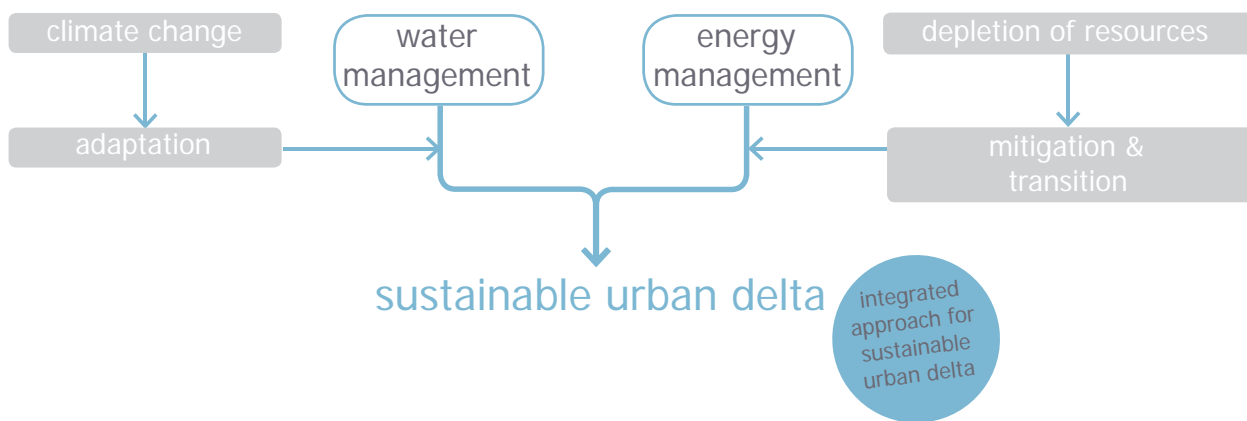 climate change
water
management
energy
management
depletion of resources
adaptation
mitigation &
transition
sustainable urban delta
integrated
approach for
sustainable
urban delta